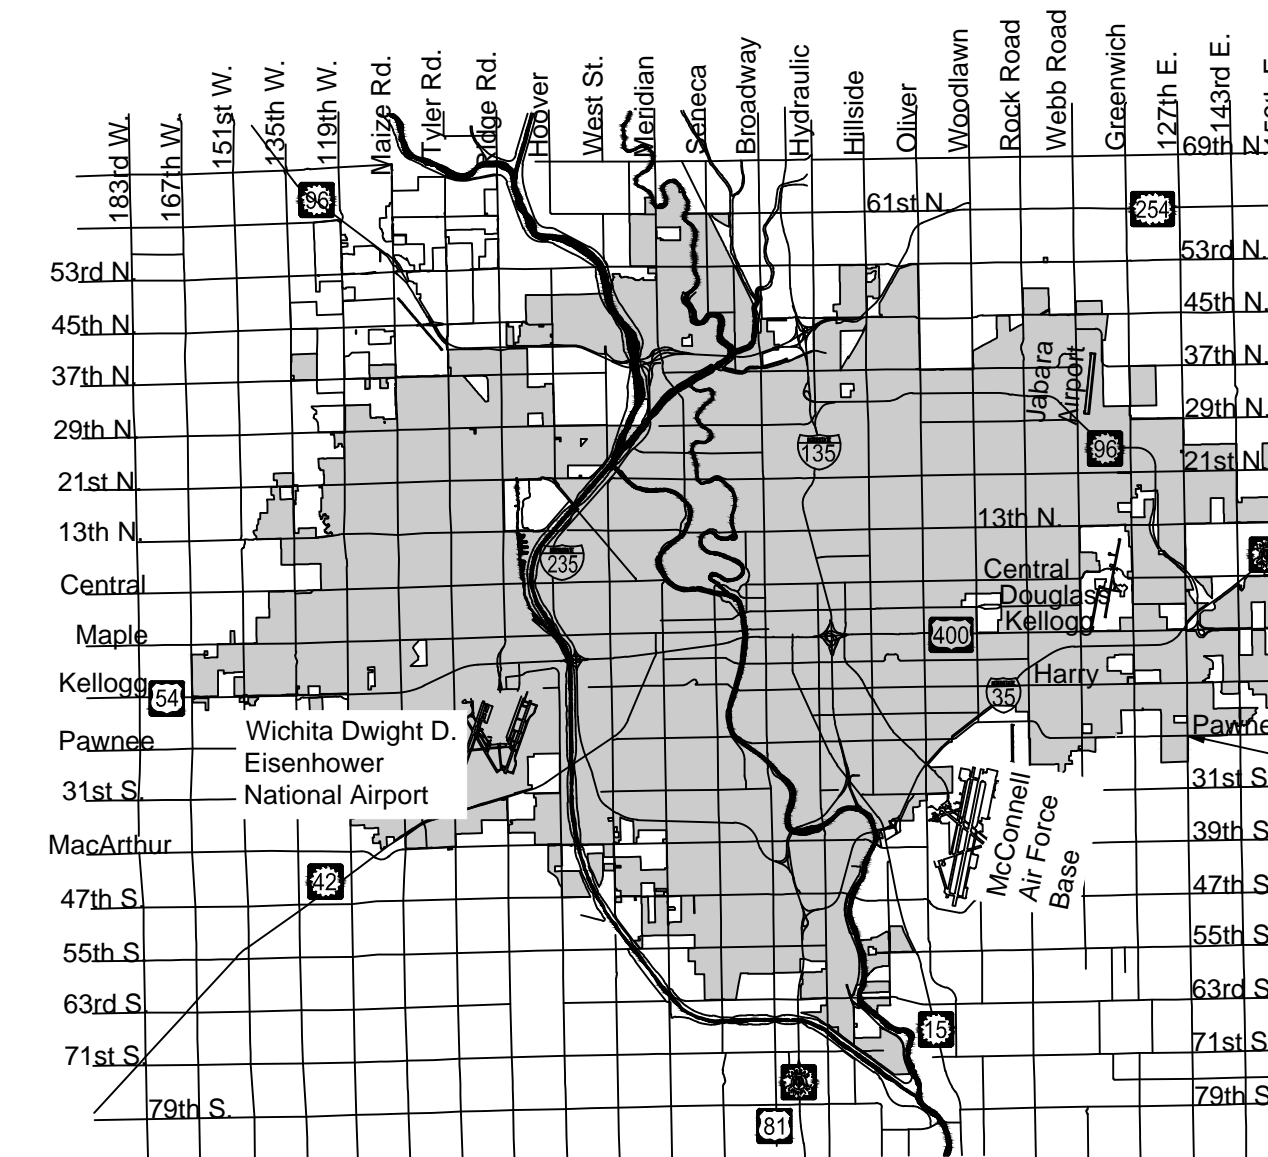 183rd W.
167th W.
151st W.
135th W.
119th W.
Maize Rd.
Tyler Rd.
Ridge Rd.
Hoover
West St.
Meridian
Seneca
Broadway
Hydraulic
Hillside
Oliver
Woodlawn
Rock Road
Webb Road
Greenwich
127th E.
143rd E.
69th N.
96
61st N.
254
53rd N.
53rd N.
45th N.
45th N.
37th N.
37th N.
Jabara
Airport
29th N.
29th N.
135
96
21st N.
21st N.
13th N.
13th N.
235
Central
Central
Douglass
Maple
Kellogg
400
Kellogg
54
Harry
35
Wichita Dwight D.
Eisenhower
National Airport
Pawnee
Pawne
31st S.
31st S
McConnell
Air Force
Base
MacArthur
39th S
42
47th S.
47th S
55th S.
55th S
63rd S.
63rd S
15
71st S.
71st S
79th S.
79th S
81